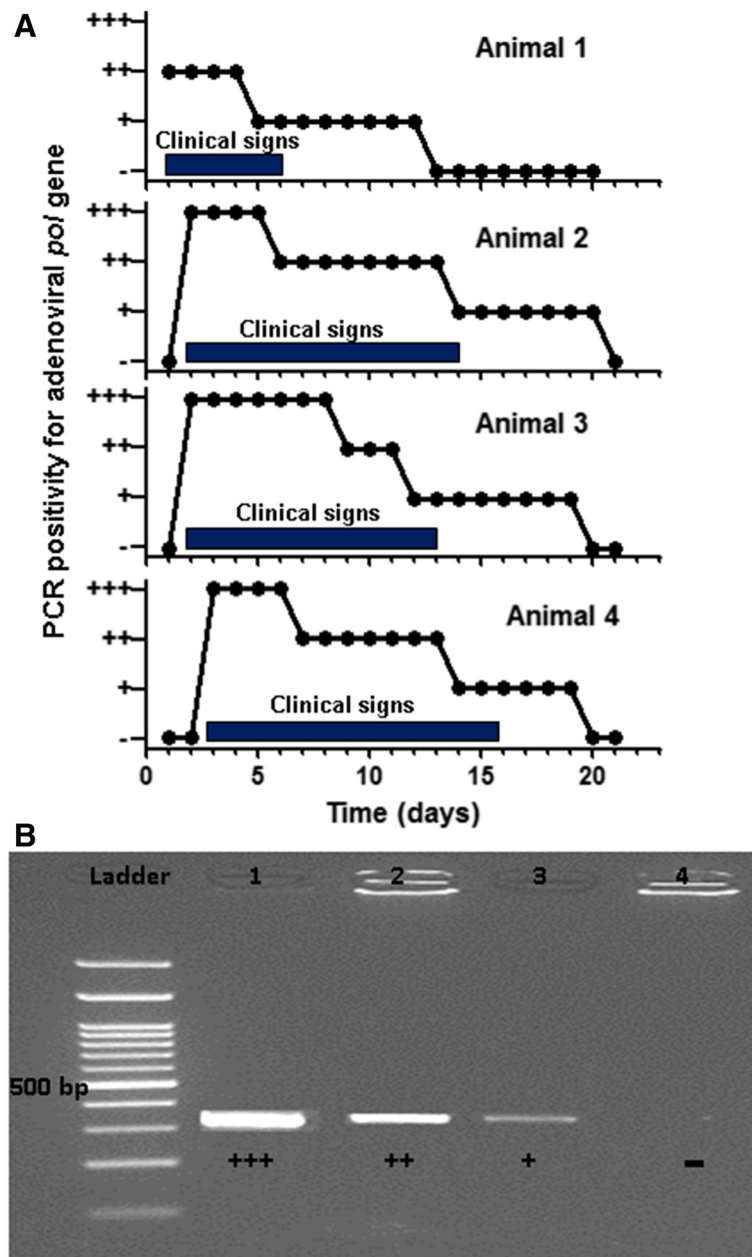 A
PCR positivity for adenoviral pol gene
+++
++
+
-
Animal 1
Clinical signs
+++
++
+
-
Animal 2
Clinical signs
+++
++
+
-
Animal 3
Clinical signs
+++
++
+
-
Animal 4
Clinical signs
0 5 10 15 20
Time (days)
B
Ladder 1 2 3 4
500 bp
+++ ++ + -